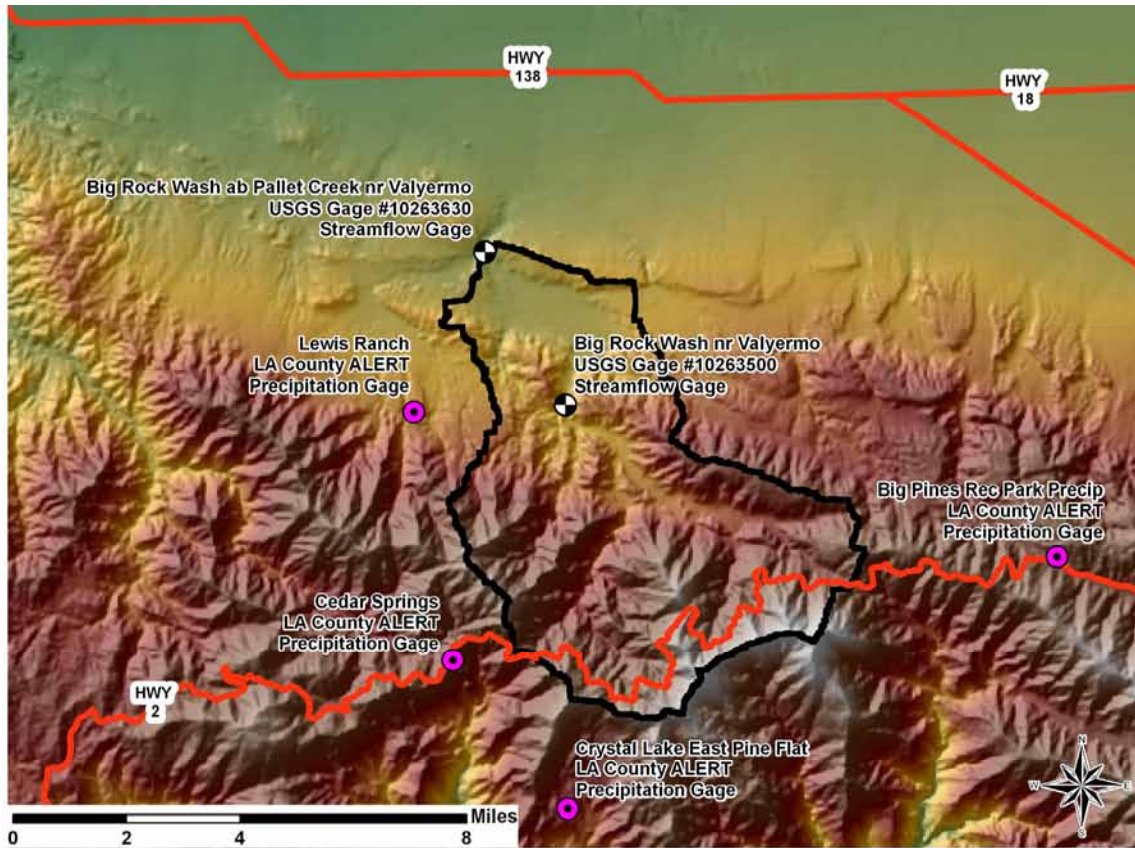 HWY
138
HWY
18
Big Rock Wash ab Pallet Creek nr Valyermo
USGS Gage #10263630
Streamflow Gage
Lewis Ranch
LA County ALERT
Precipitation Gage
Big Rock Wash nr Valyermo
USGS Gage #10263500
Streamflow Gage
Big Pines Rec Park Precip
LA County ALERT
Precipitation Gage
Cedar Springs
LA County ALERT
Precipitation Gage
HWY
2
Crystal Lake East Pine Flat
LA County ALERT
Precipitation Gage
N
W E
S
Miles
0 2 4 8